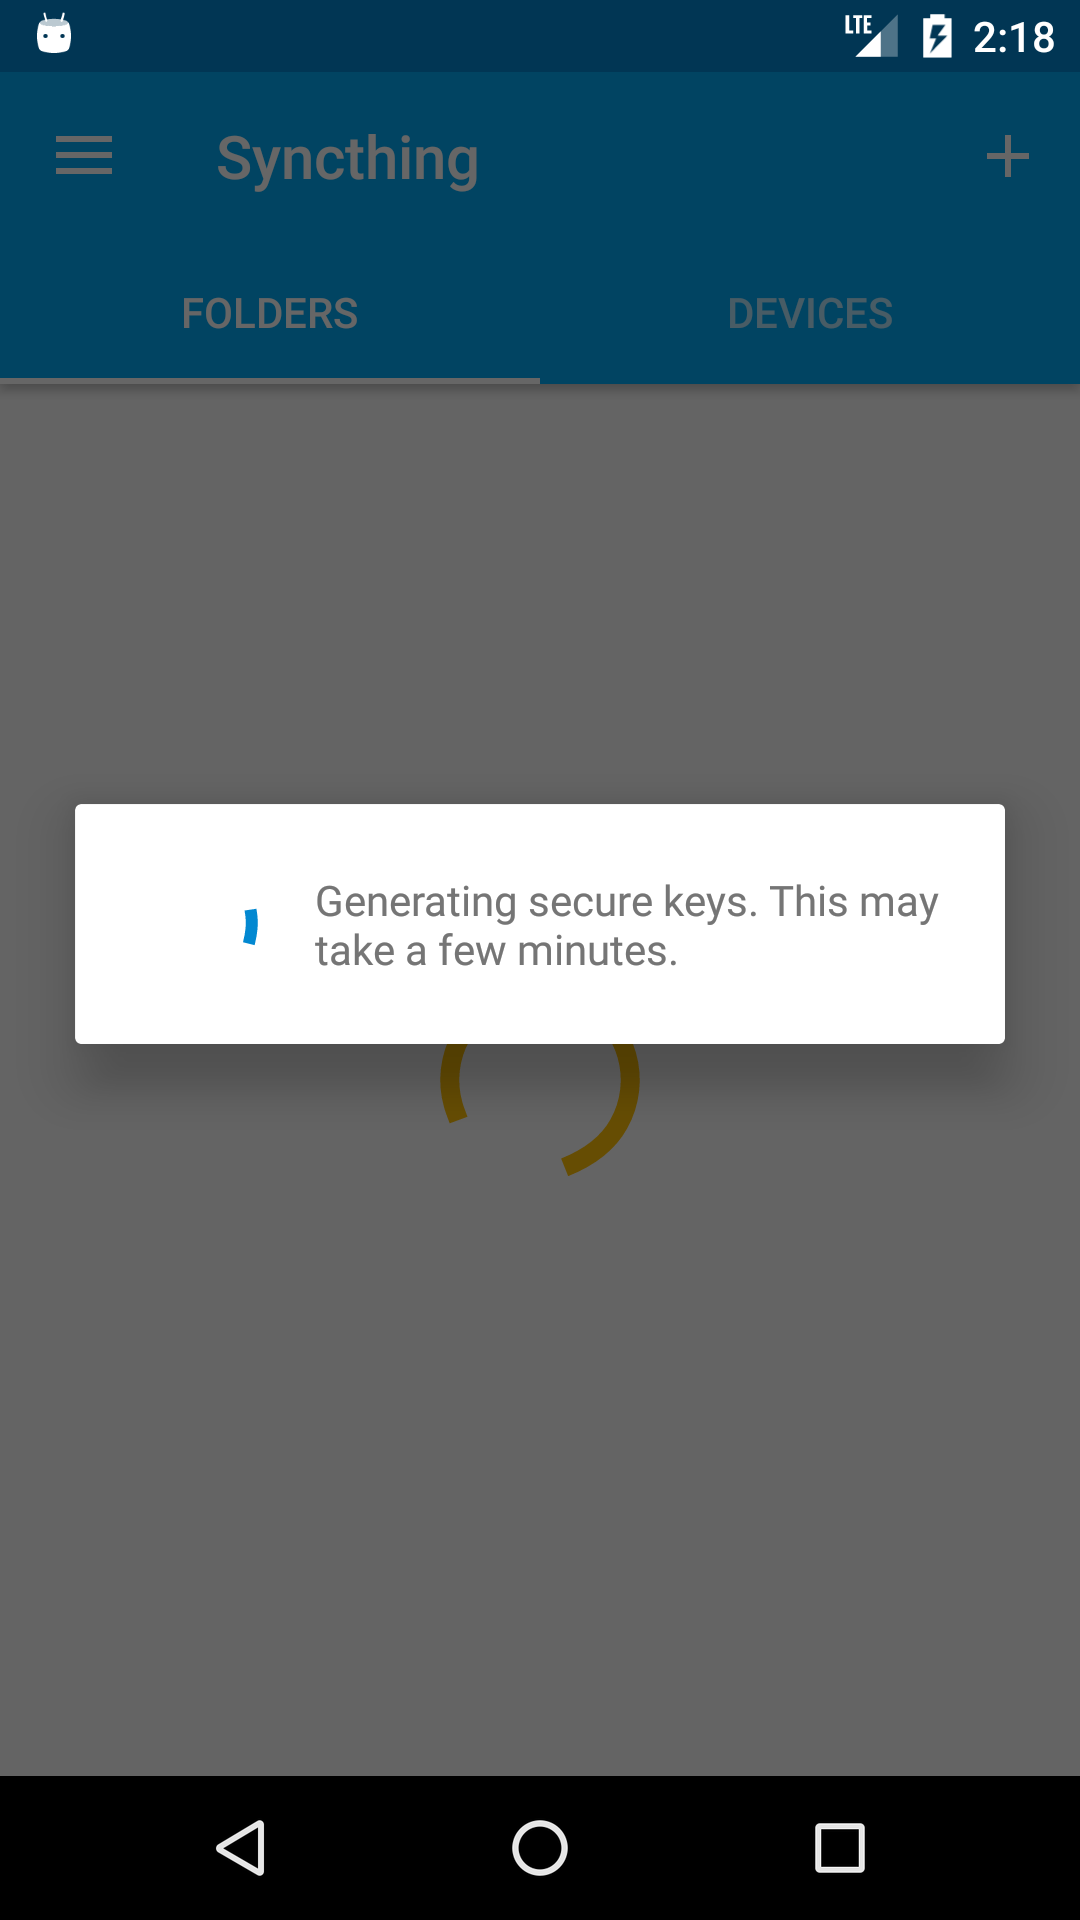 LTE 2:18
Syncthing
FOLDERS DEVICES
Generating secure keys. This may
take a few minutes.